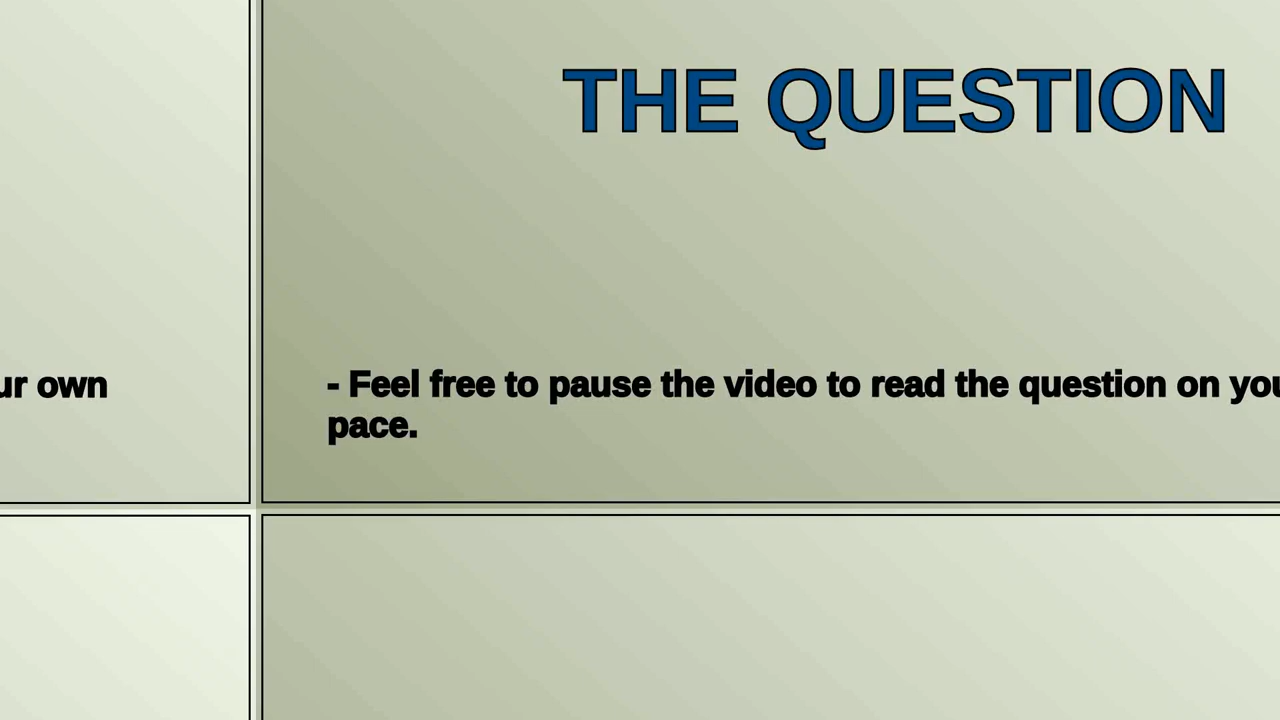 THE QUESTION
ur own
- Feel free to pause the video to read the question on you
pace.